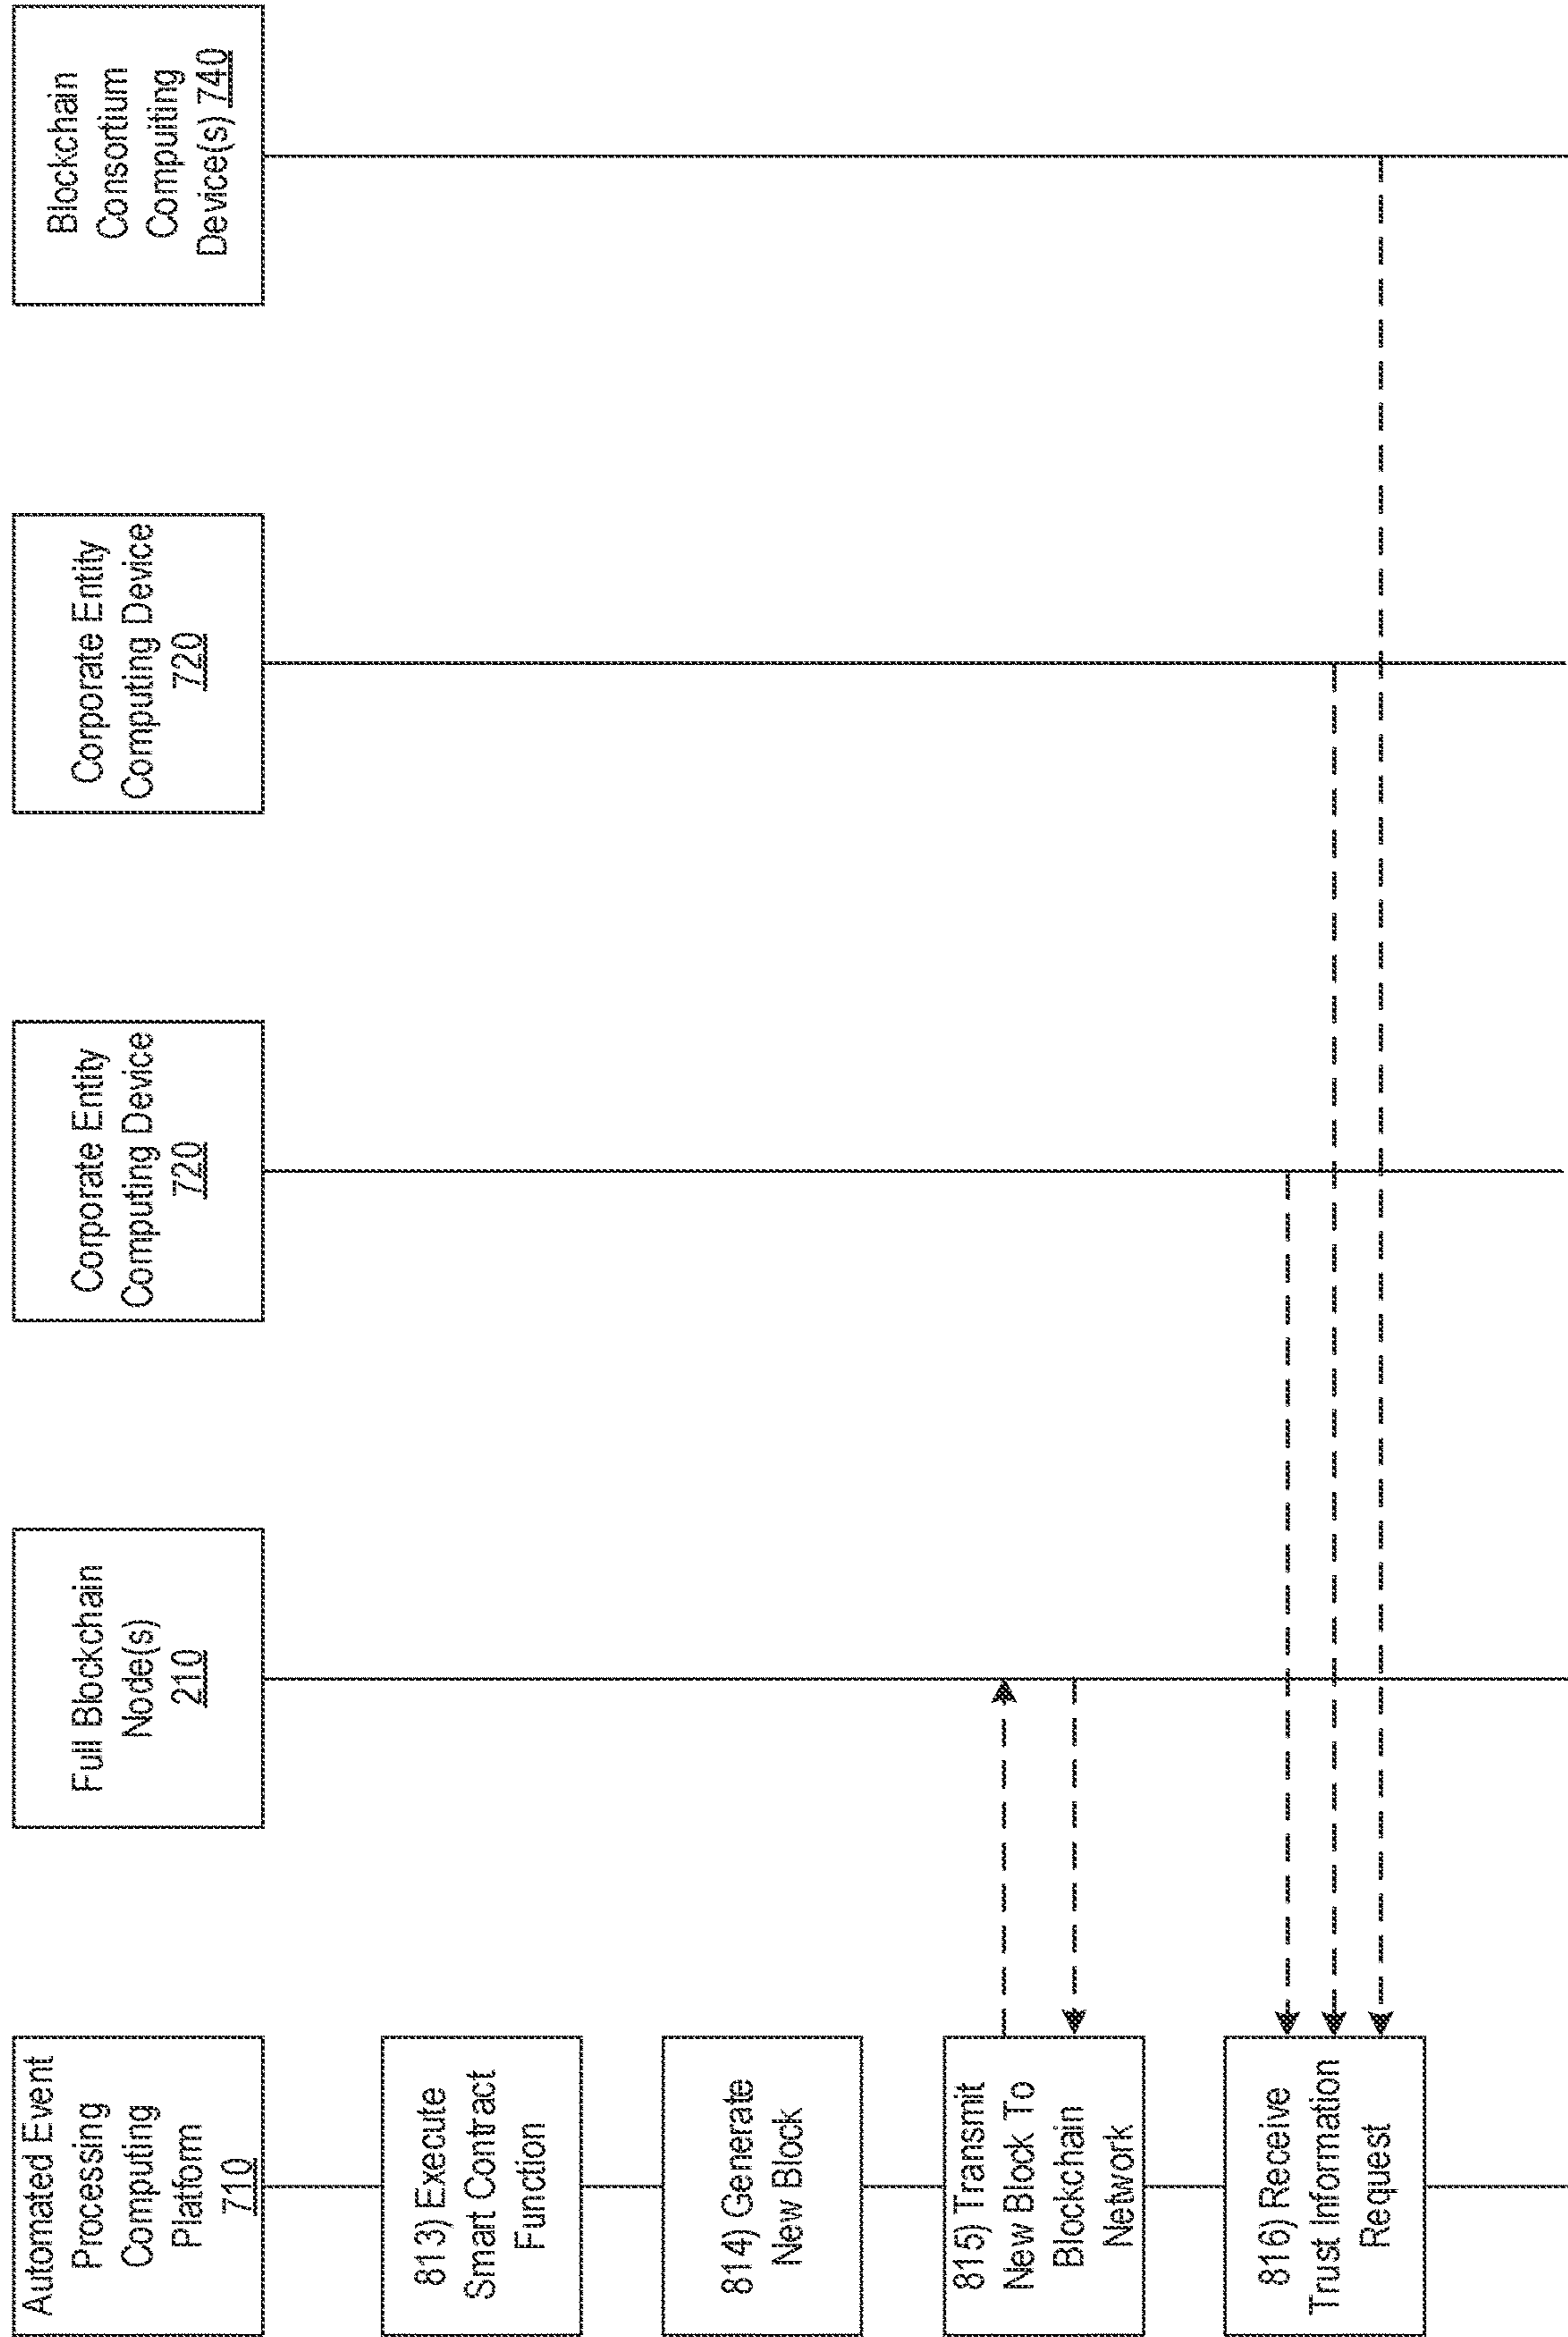 Automated Event
Processing
Computing
Platform
710
Full Blockchain
Node(s)
210
Corporate Entity
Computing Device
720
Corporate Entity
Computing Device
720
Blockchain
Consortium
Compuiting
Device(s) 740
813) Execute
Smart Contract
Function
814) Generate
New Block
815) Transmit
New Block To
Blockchain
Network
816) Receive
Trust Information
Request